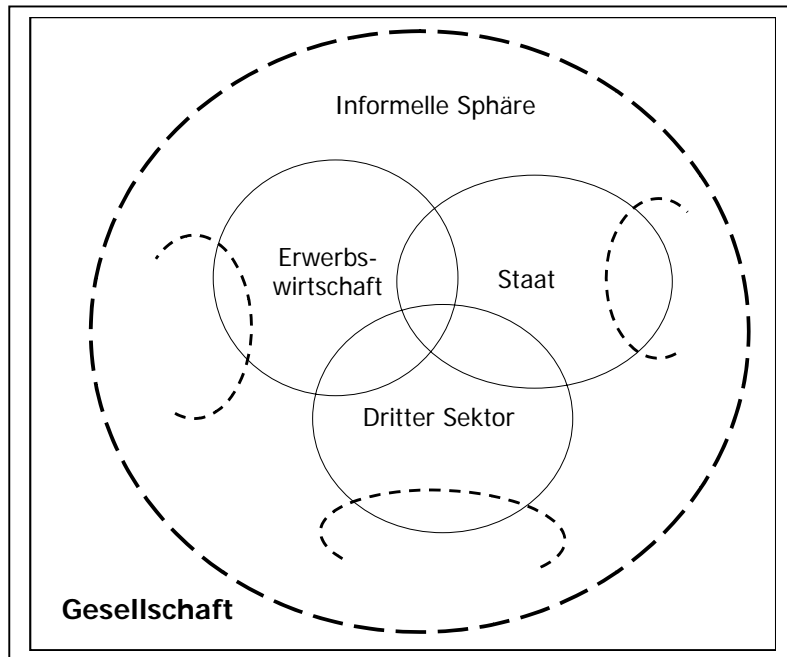 Informelle Sphäre
Erwerbs-
wirtschaft
Staat
Dritter Sektor
Gesellschaft